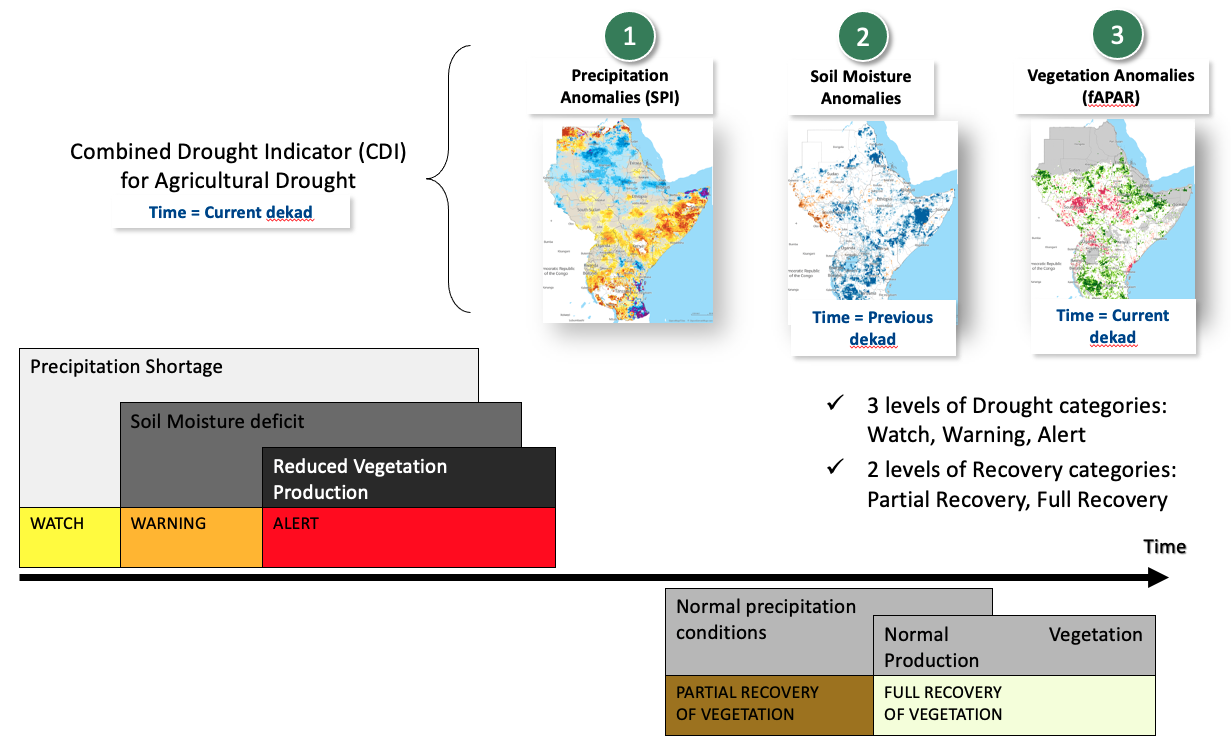 1
2
3
Precipitation
Anomalies (SPI)
Soil Moisture
Anomalies
Vegetation Anomalies
(fAPAR)
Combined Drought Indicator (CDI)
for Agricultural Drought
Time = Current dekad
Time = Previous
dekad
Time = Current
dekad
Precipitation Shortage
Soil Moisture deficit
Reduced Vegetation
Production
WATCH
WARNING
ALERT
✓ 3 levels of Drought categories:
Watch, Warning, Alert
✓ 2 levels of Recovery categories:
Partial Recovery, Full Recovery
Time
Normal precipitation
conditions
Normal Vegetation
Production
PARTIAL RECOVERY
OF VEGETATION
FULL RECOVERY
OF VEGETATION